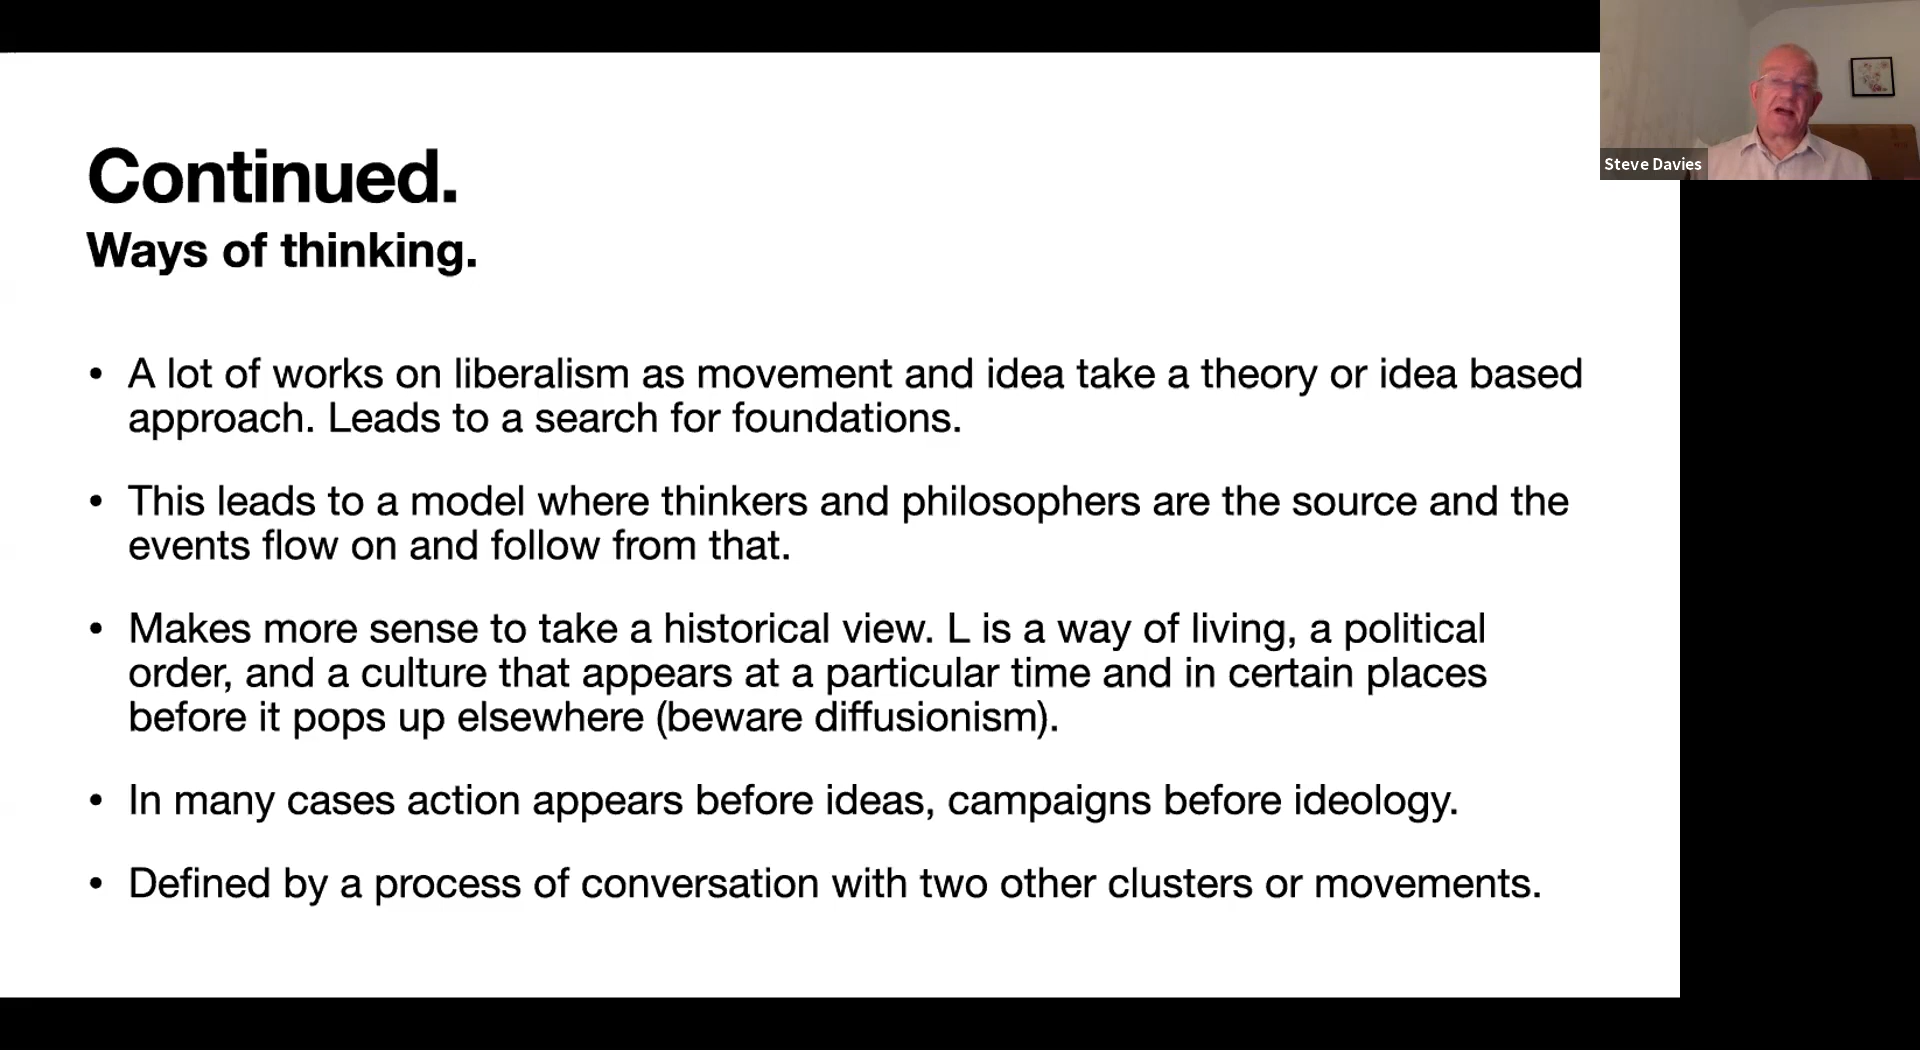 Continued.
Ways of thinking.
• A lot of works on liberalism as movement and idea take a theory or idea based
approach. Leads to a search for foundations.
• This leads to a model where thinkers and philosophers are the source and the
events flow on and follow from that.
• Makes more sense to take a historical view. L is a way of living, a political
order, and a culture that appears at a particular time and in certain places
before it pops up elsewhere (beware diffusionism).
• In many cases action appears before ideas, campaigns before ideology.
• Defined by a process of conversation with two other clusters or movements.
Steve Davies